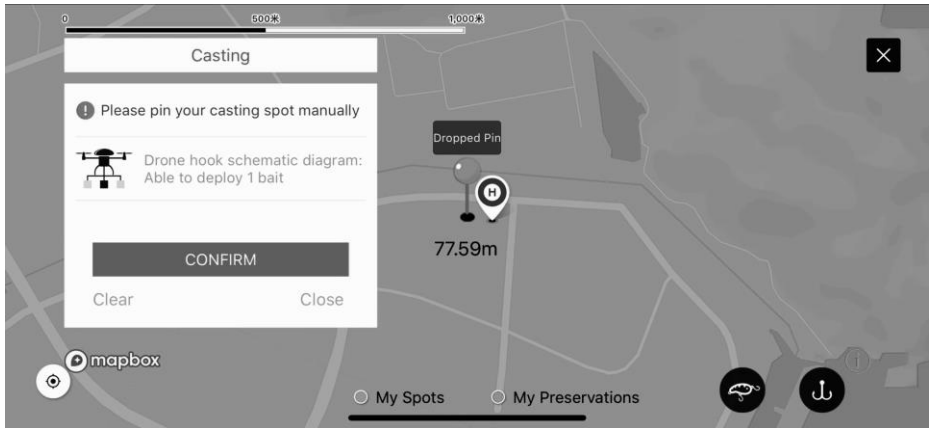 0 500米 1,000米
Casting
! Please pin your casting spot manually
Drone hook schematic diagram:
Able to deploy 1 bait
CONFIRM
Clear Close
Dropped Pin
H
77.59m
mapbox
My Spots My Preservations